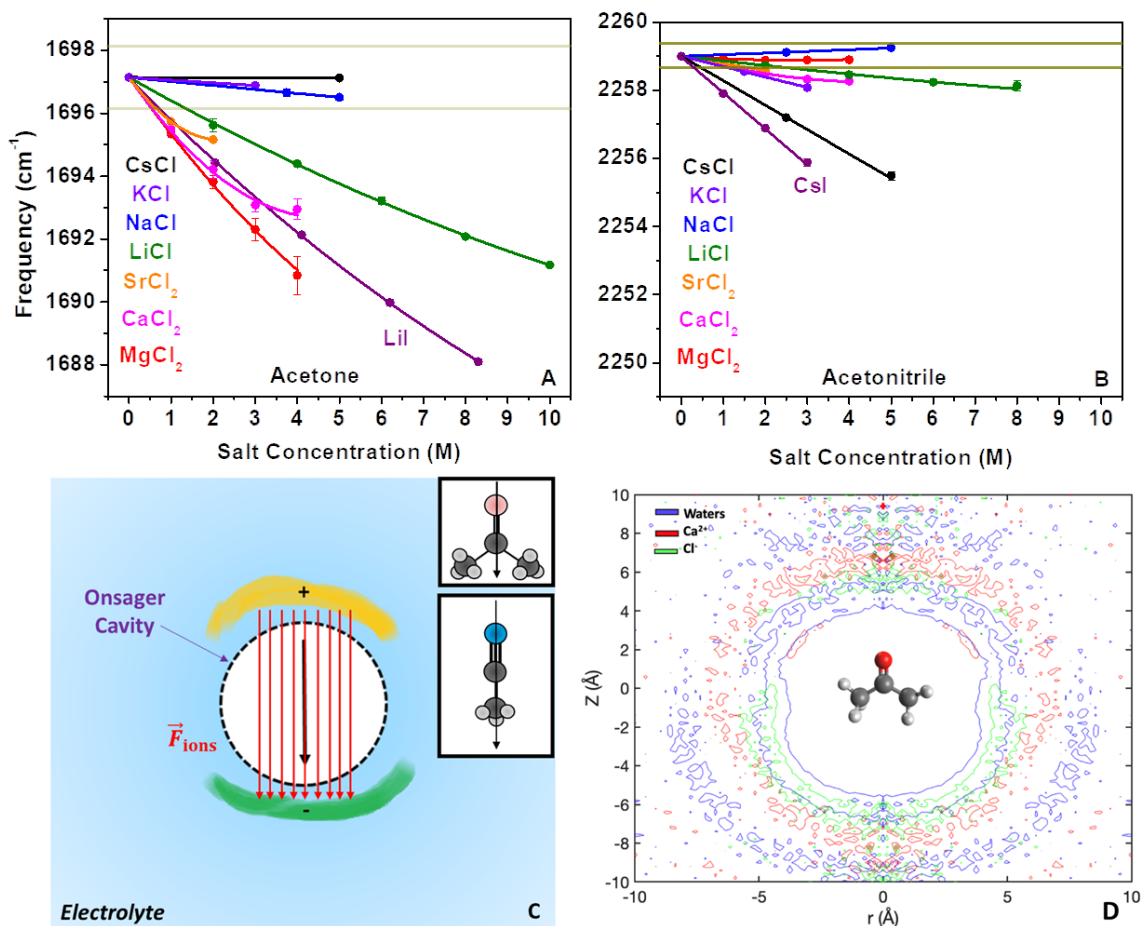 1698
1696
1694
1692
1690
1688
Frequency (cm⁻¹)
CsCl
KCl
NaCl
LiCl
SrCl₂
CaCl₂
MgCl₂
LiI
Acetone
A
0 1 2 3 4 5 6 7 8 9 10
Salt Concentration (M)
2260
2258
2256
2254
2252
2250
CsCl
KCl
NaCl
LiCl
SrCl₂
CaCl₂
MgCl₂
CsI
Acetonitrile
B
0 1 2 3 4 5 6 7 8 9 10
Salt Concentration (M)
Onsager
Cavity
+
F⃗ions
-
Electrolyte
C
Waters
Ca²⁺
Cl⁻
10
8
6
4
2
0
-2
-4
-6
-8
-10
Z (Å)
-10 -5 0 5 10
r (Å)
D